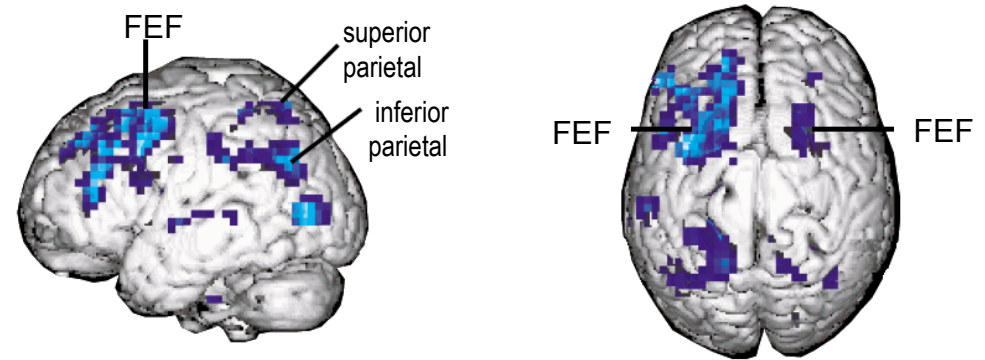 FEF
superior
parietal
inferior
parietal
FEF
FEF